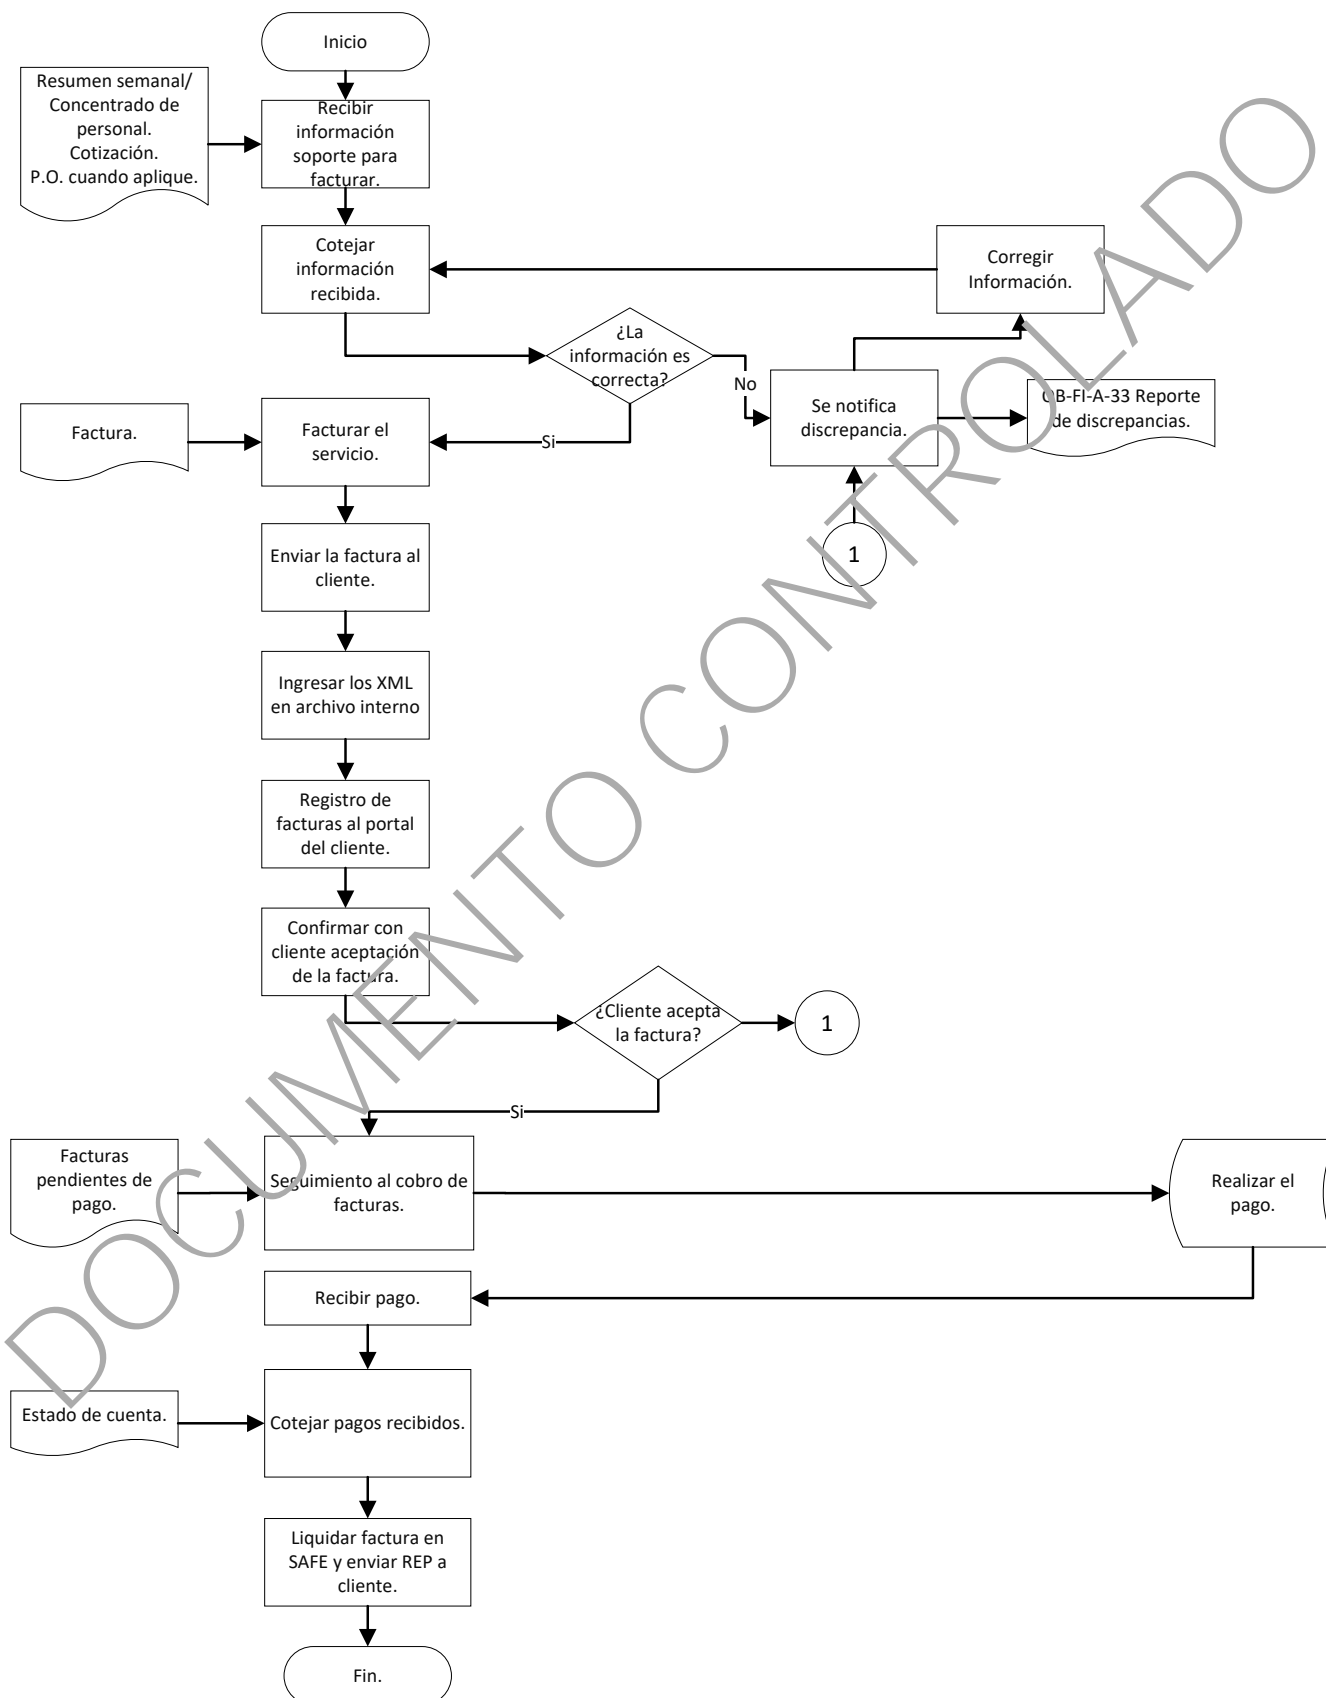 Inicio
Resumen semanal/
Concentrado de
personal.
Cotización.
P.O. cuando aplique.
Recibir
información
soporte para
facturar.
Cotejar
información
recibida.
Corregir
Información.
¿La
información es
correcta?
No
Se notifica
discrepancia.
QB-FI-A-33 Reporte
de discrepancias.
Factura.
Facturar el
servicio.
Si
1
Enviar la factura al
cliente.
Ingresar los XML
en archivo interno
Registro de
facturas al portal
del cliente.
Confirmar con
cliente aceptación
de la factura.
¿Cliente acepta
la factura?
1
Si
Facturas
pendientes de
pago.
Seguimiento al cobro de
facturas.
Realizar el
pago.
Recibir pago.
Estado de cuenta.
Cotejar pagos recibidos.
Liquidar factura en
SAFE y enviar REP a
cliente.
Fin.
DOCUMENTO CONTROLADO